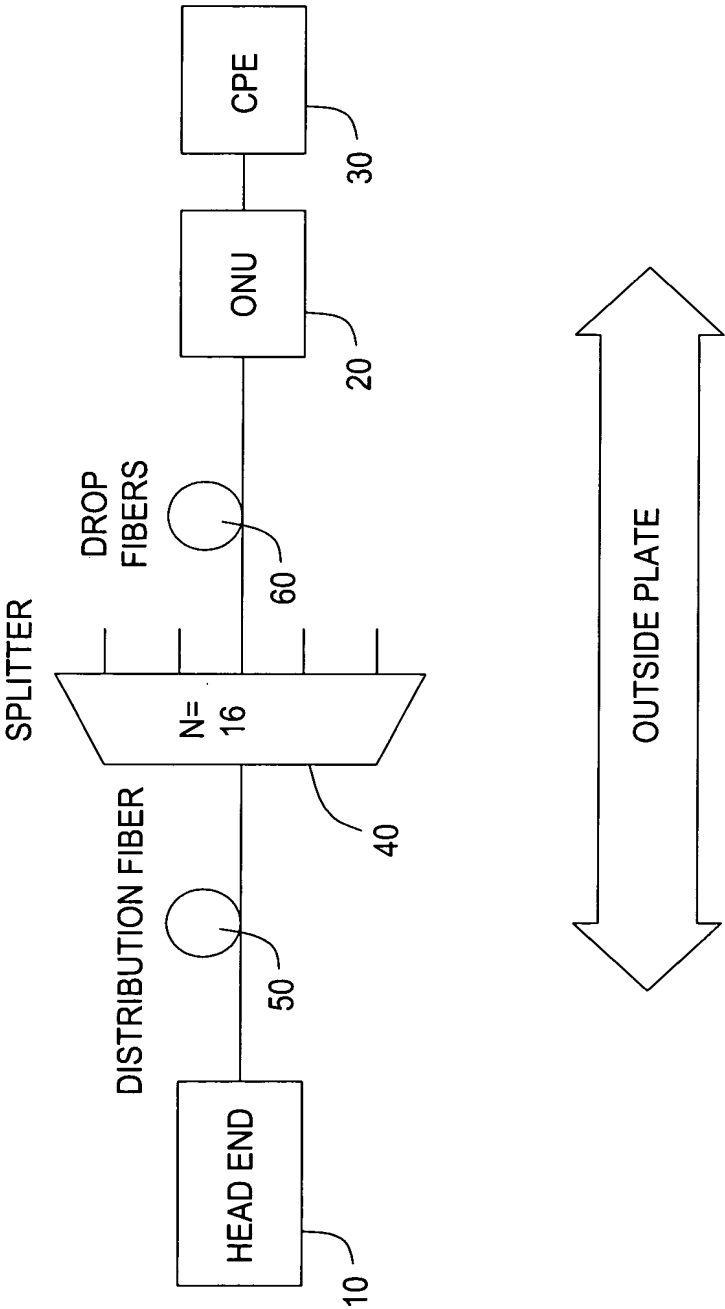 SPLITTER
DISTRIBUTION FIBER
DROP
FIBERS
HEAD END
N=
16
ONU
CPE
10
50
40
60
20
30
OUTSIDE PLATE